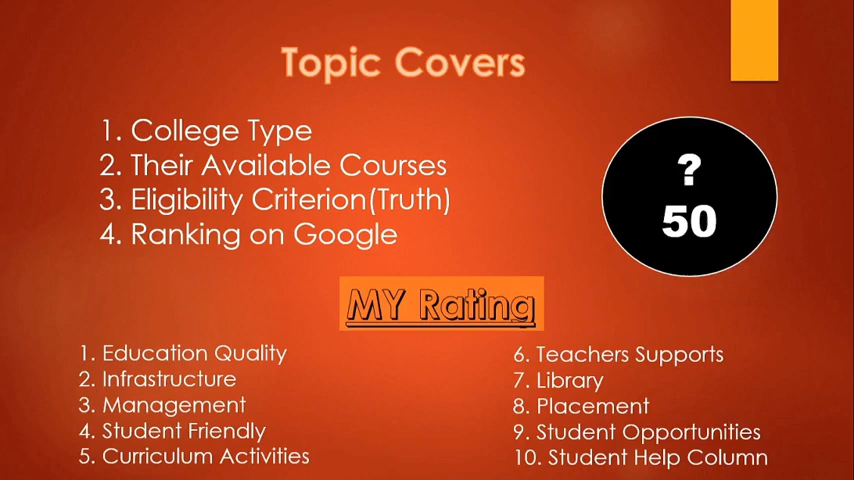 Topic Covers
1. College Type
2. Their Available Courses
3. Eligibility Criterion(Truth)
4. Ranking on Google
?
50
MY Rating
1. Education Quality
2. Infrastructure
3. Management
4. Student Friendly
5. Curriculum Activities
6. Teachers Supports
7. Library
8. Placement
9. Student Opportunities
10. Student Help Column